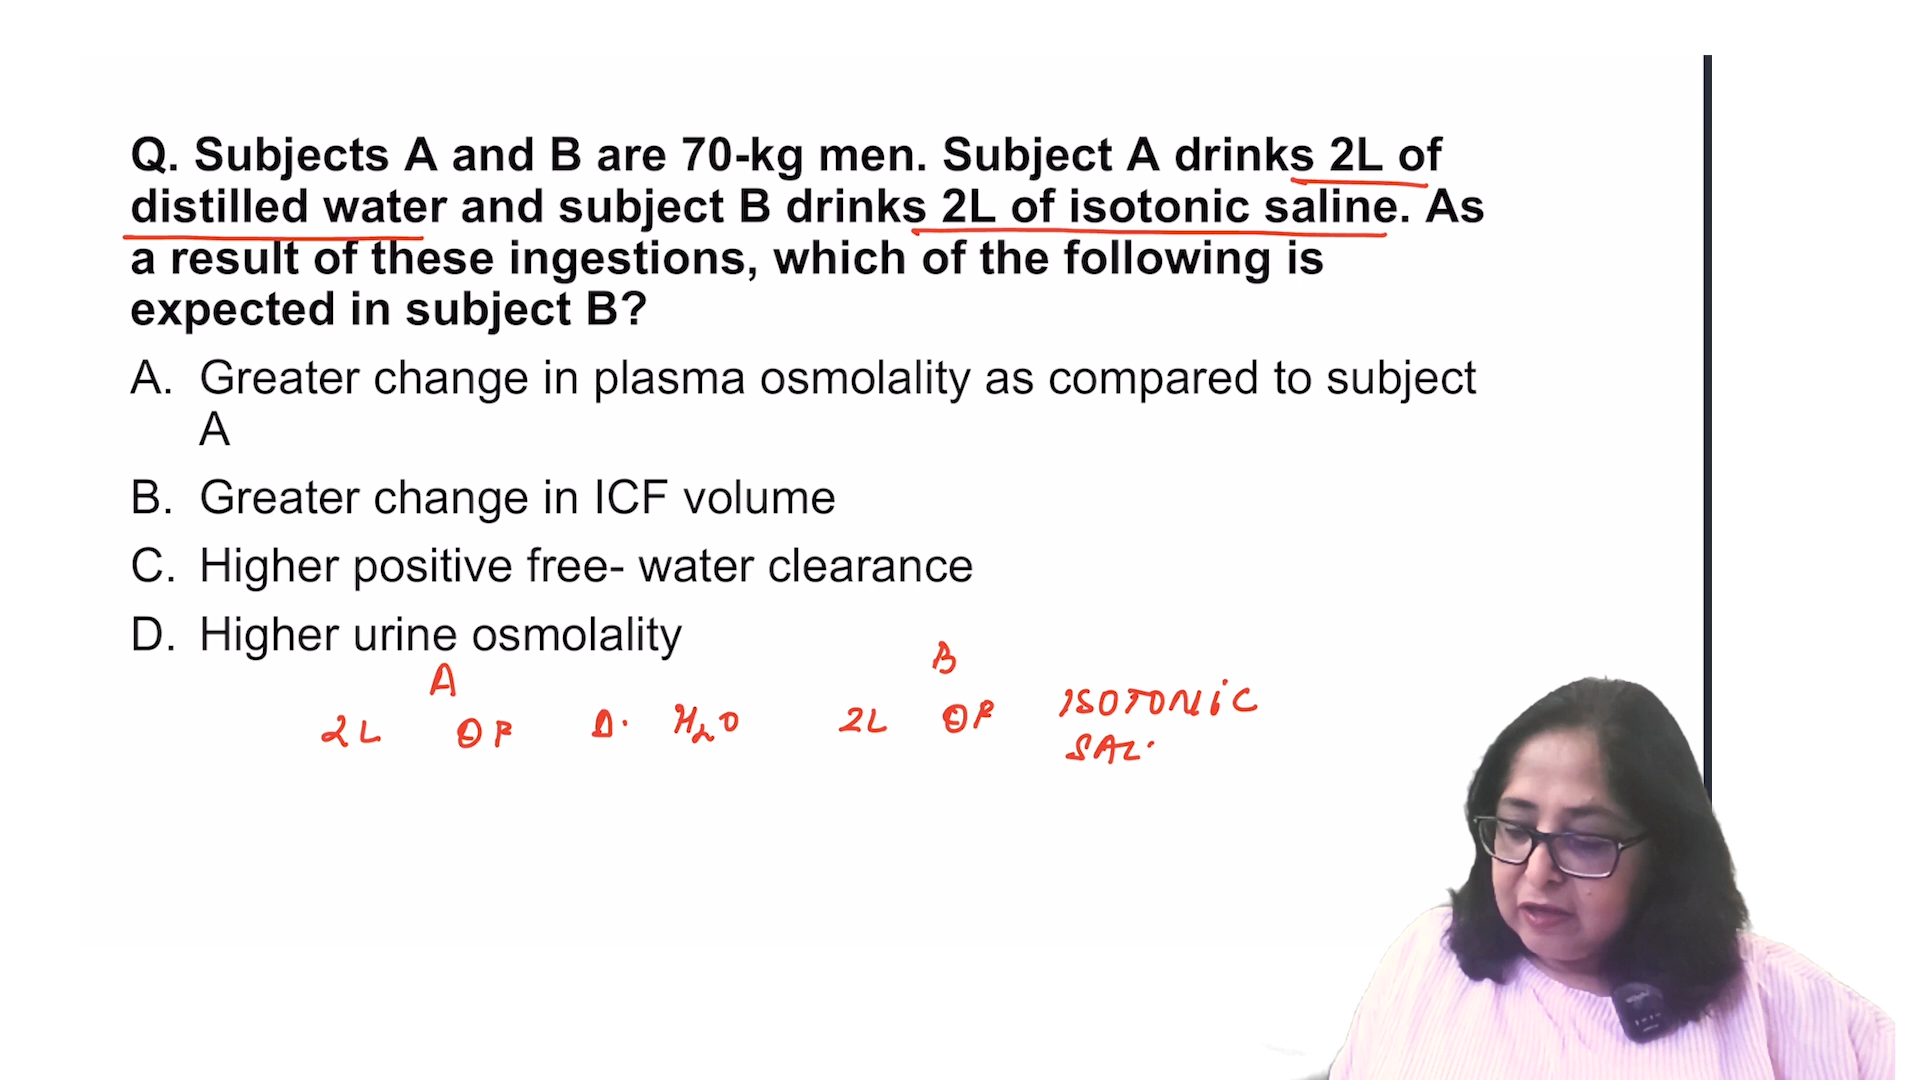 Q. Subjects A and B are 70-kg men. Subject A drinks 2L of
distilled water and subject B drinks 2L of isotonic saline. As
a result of these ingestions, which of the following is
expected in subject B?
A. Greater change in plasma osmolality as compared to subject
A
B. Greater change in ICF volume
C. Higher positive free- water clearance
D. Higher urine osmolality
A
2L OF D. H2O
B
2L OF ISOTONIC
SAL.